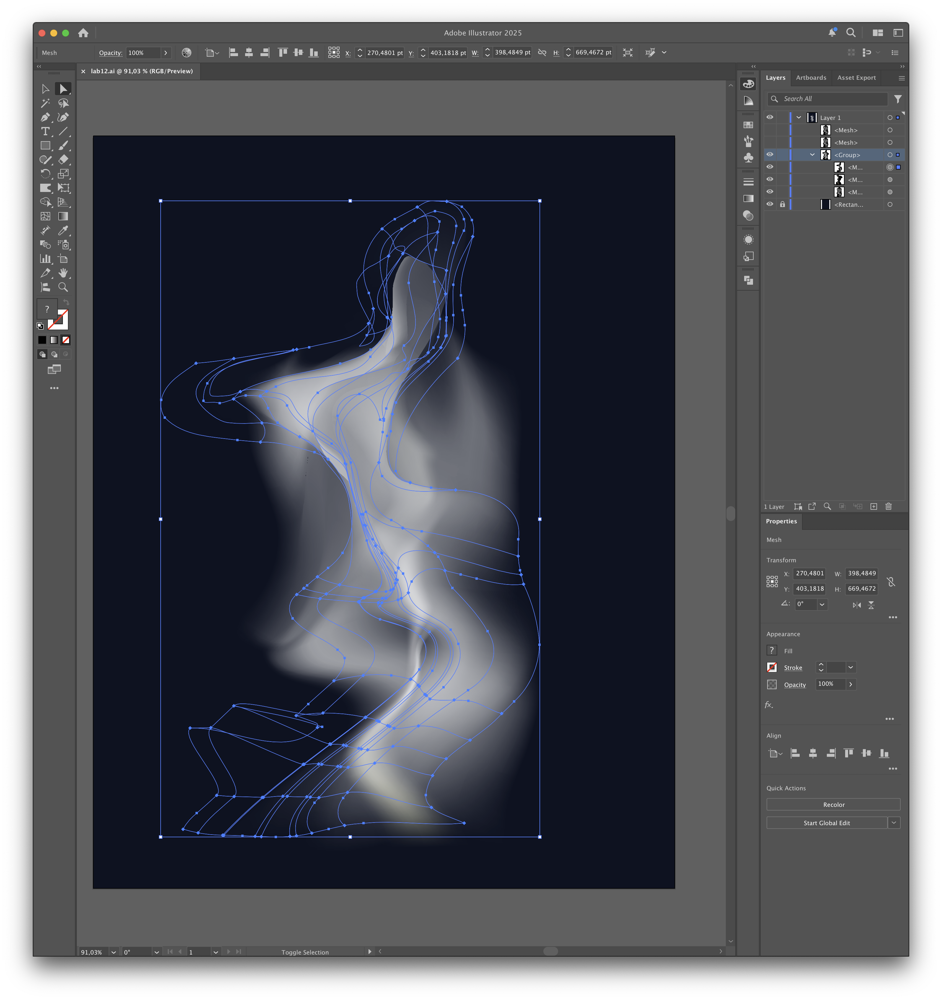 Adobe Illustrator 2025
Mesh Opacity: 100% X: 270,4801 pt Y: 403,1818 pt W: 398,4849 pt H: 669,4672 pt
lab12.ai @ 91,03 % (RGB/Preview)
Layers Artboards Asset Export
Search All
Layer 1
<Mesh>
<Mesh>
<Group>
<M...
<M...
<M...
<Rectan...
?
1 Layer
Properties
Mesh
Transform
X: 270,4801 W: 398,4849
Y: 403,1818 H: 669,4672
0°
Appearance
? Fill
Stroke
Opacity 100%
fx.
Align
Quick Actions
Recolor
Start Global Edit
91,03% 0° 1 Toggle Selection